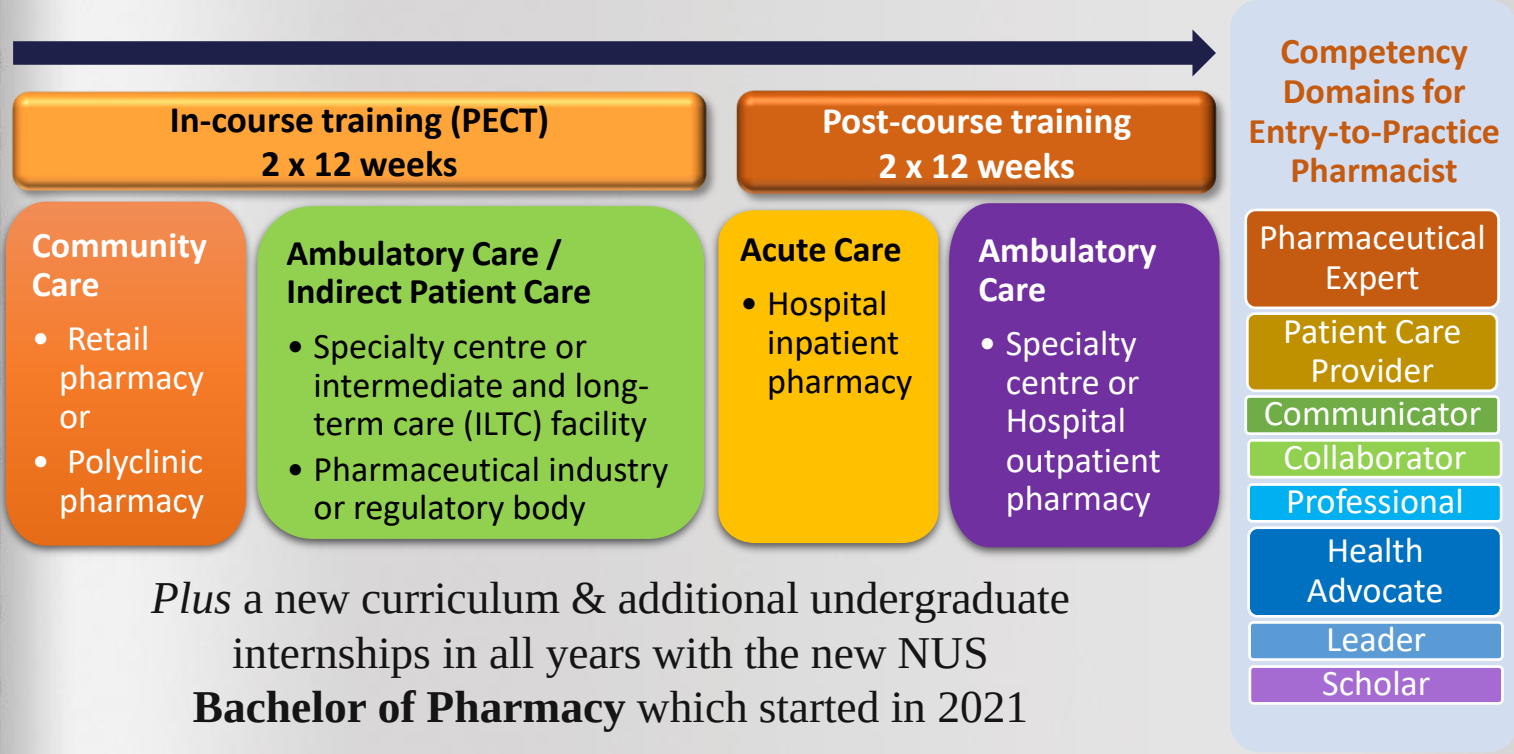 In-course training (PECT)
2 x 12 weeks
Post-course training
2 x 12 weeks
Community
Care
• Retail
pharmacy
or
• Polyclinic
pharmacy
Ambulatory Care /
Indirect Patient Care
• Specialty centre or
intermediate and long-
term care (ILTC) facility
• Pharmaceutical industry
or regulatory body
Acute Care
• Hospital
inpatient
pharmacy
Ambulatory
Care
• Specialty
centre or
Hospital
outpatient
pharmacy
Plus a new curriculum & additional undergraduate
internships in all years with the new NUS
Bachelor of Pharmacy which started in 2021
Competency
Domains for
Entry-to-Practice
Pharmacist
Pharmaceutical
Expert
Patient Care
Provider
Communicator
Collaborator
Professional
Health
Advocate
Leader
Scholar